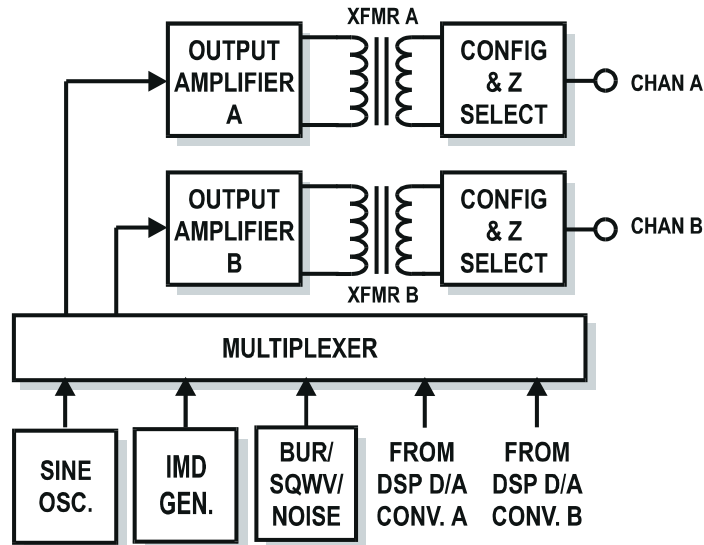 XFMR A
OUTPUT
AMPLIFIER
A
CONFIG
& Z
SELECT
CHAN A
OUTPUT
AMPLIFIER
B
CONFIG
& Z
SELECT
CHAN B
XFMR B
MULTIPLEXER
SINE
OSC.
IMD
GEN.
BUR/
SQWV/
NOISE
FROM
DSP D/A
CONV. A
FROM
DSP D/A
CONV. B